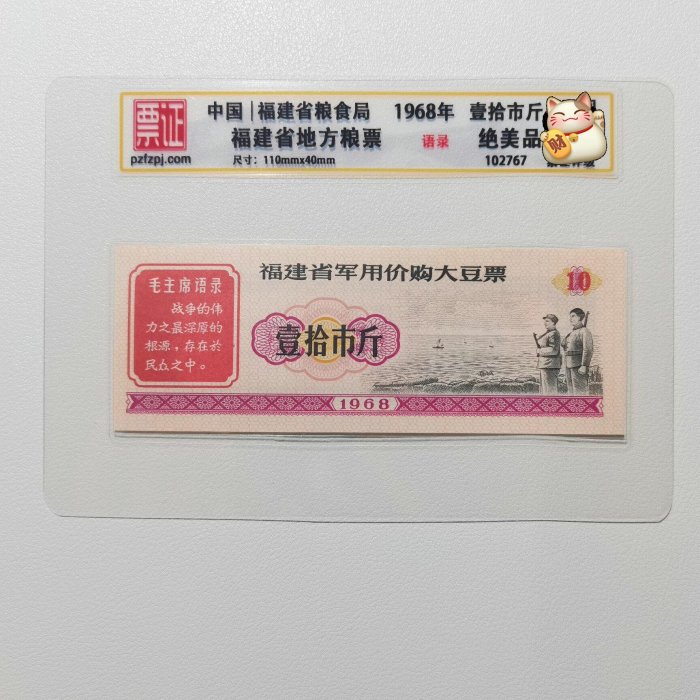 票证
pzfzpj.com
中国｜福建省粮食局 1968年 壹拾市斤
福建省地方粮票 语录 绝美品
尺寸：110mmx40mm 102767
财
福建省军用价购大豆票
10
毛主席语录
战争的伟
力之最深厚的
根源，存在於
民众之中。
壹拾市斤
1968